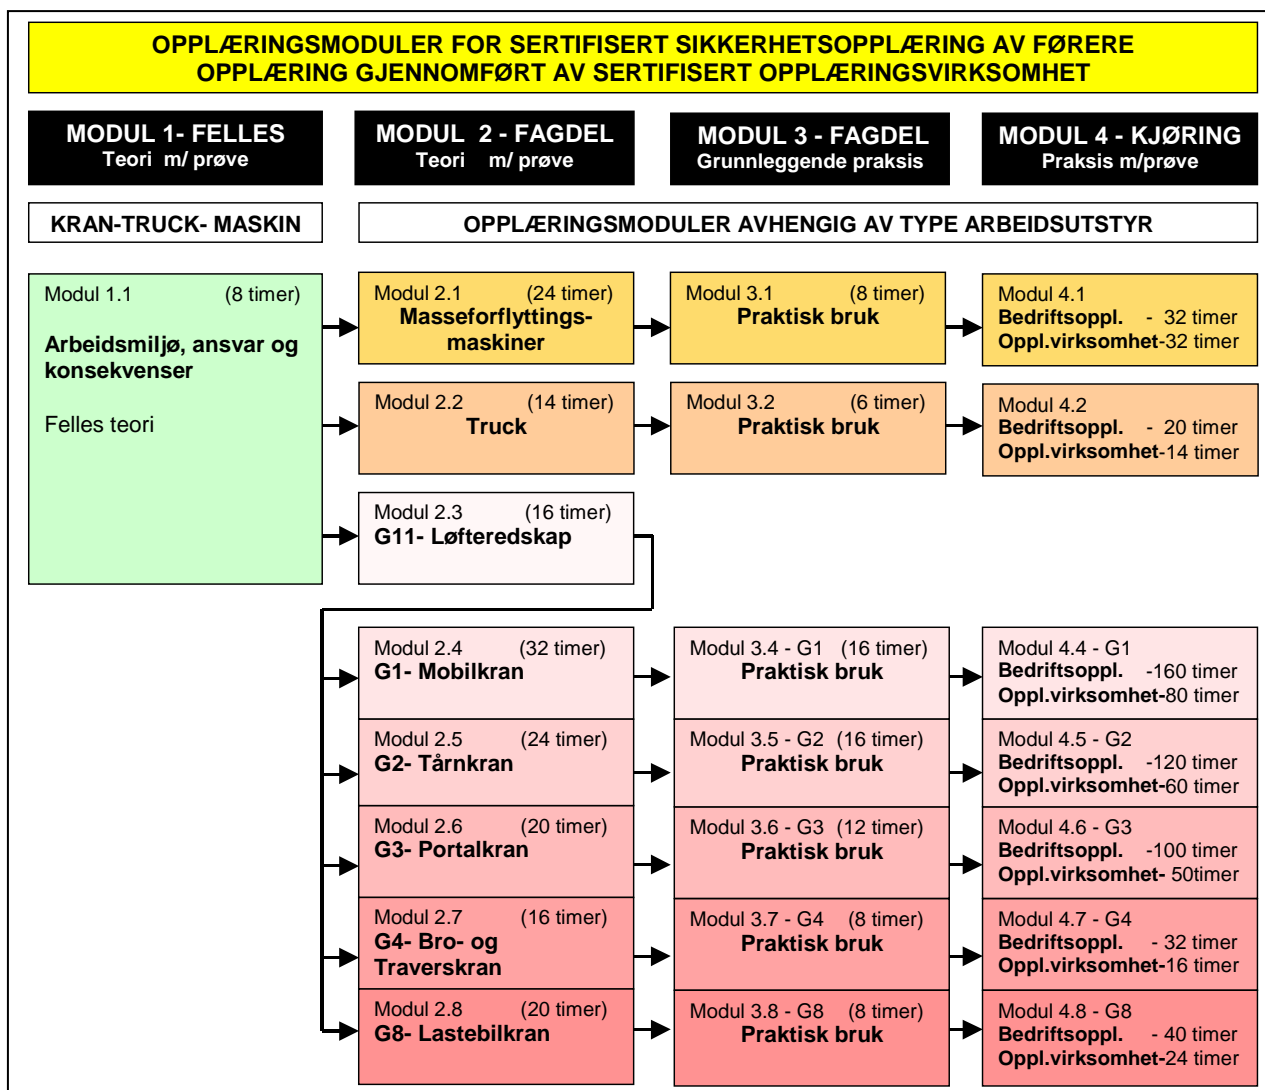 OPPLÆRINGSMODULER FOR SERTIFISERT SIKKERHETSOPPLÆRING AV FØRERE
OPPLÆRING GJENNOMFØRT AV SERTIFISERT OPPLÆRINGSVIRKSOMHET
MODUL 1- FELLES
Teori m/ prøve
MODUL 2 - FAGDEL
Teori m/ prøve
MODUL 3 - FAGDEL
Grunnleggende praksis
MODUL 4 - KJØRING
Praksis m/prøve
KRAN-TRUCK- MASKIN
OPPLÆRINGSMODULER AVHENGIG AV TYPE ARBEIDSUTSTYR
Modul 1.1 (8 timer)
Arbeidsmiljø, ansvar og
konsekvenser
Felles teori
Modul 2.1 (24 timer)
Masseforflyttings-
maskiner
Modul 3.1 (8 timer)
Praktisk bruk
Modul 4.1
Bedriftsoppl. - 32 timer
Oppl.virksomhet-32 timer
Modul 2.2 (14 timer)
Truck
Modul 3.2 (6 timer)
Praktisk bruk
Modul 4.2
Bedriftsoppl. - 20 timer
Oppl.virksomhet-14 timer
Modul 2.3 (16 timer)
G11- Løfteredskap
Modul 2.4 (32 timer)
G1- Mobilkran
Modul 3.4 - G1 (16 timer)
Praktisk bruk
Modul 4.4 - G1
Bedriftsoppl. -160 timer
Oppl.virksomhet-80 timer
Modul 2.5 (24 timer)
G2- Tårnkran
Modul 3.5 - G2 (16 timer)
Praktisk bruk
Modul 4.5 - G2
Bedriftsoppl. -120 timer
Oppl.virksomhet-60 timer
Modul 2.6 (20 timer)
G3- Portalkran
Modul 3.6 - G3 (12 timer)
Praktisk bruk
Modul 4.6 - G3
Bedriftsoppl. -100 timer
Oppl.virksomhet- 50timer
Modul 2.7 (16 timer)
G4- Bro- og
Traverskran
Modul 3.7 - G4 (8 timer)
Praktisk bruk
Modul 4.7 - G4
Bedriftsoppl. - 32 timer
Oppl.virksomhet-16 timer
Modul 2.8 (20 timer)
G8- Lastebilkran
Modul 3.8 - G8 (8 timer)
Praktisk bruk
Modul 4.8 - G8
Bedriftsoppl. - 40 timer
Oppl.virksomhet-24 timer